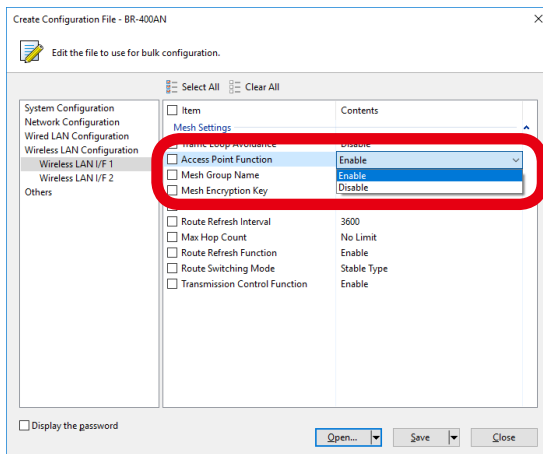 Create Configuration File - BR-400AN
Edit the file to use for bulk configuration.
Select All Clear All
System Configuration
Network Configuration
Wired LAN Configuration
Wireless LAN Configuration
Wireless LAN I/F 1
Wireless LAN I/F 2
Others
Item Contents
Mesh Settings
Traffic Loop Avoidance Disable
Access Point Function Enable
Mesh Group Name Enable
Disable
Mesh Encryption Key
Route Refresh Interval 3600
Max Hop Count No Limit
Route Refresh Function Enable
Route Switching Mode Stable Type
Transmission Control Function Enable
Display the password
Open... Save Close